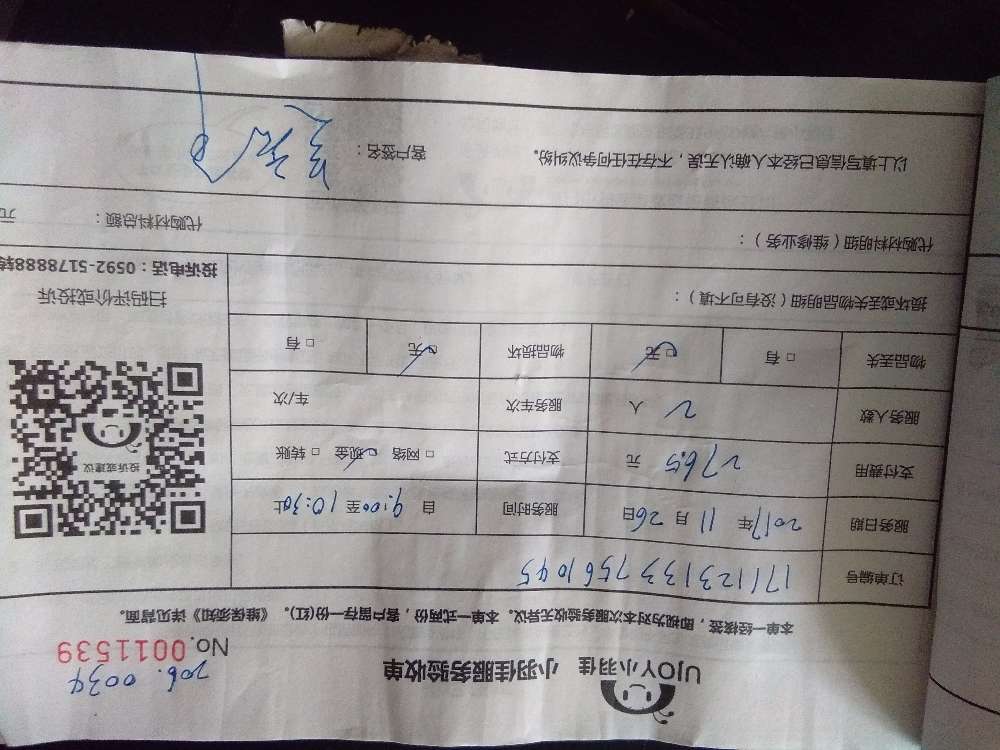 UJOY小羽佳 小羽佳服务验收单
206.0034
No. 0011539
本单一经核签，即视为对本次服务验收无异议。本单一式两份，客户留存一份(红)。《维保须知》详见背面。
订单编号 171123133 7561045
服务日期 2017年 11 月 26日 服务时间 自 9:00至 10:30止
支付费用 276.5 元 支付方式 □ 网络 □ 现金 □ 转账
服务人数 2 人 服务车次 车/次
物品丢失 □ 有 □ 无 物品损坏 □ 无 □ 有
投诉或建议
扫码评价或投诉
投诉电话：0592-5178888转
损坏或丢失物品明细（没有可不填）：
代购材料明细（维修业务）： 代购材料总额： 元
以上填写信息已经本人确认无误，不存在任何争议纠纷。 客户签名：